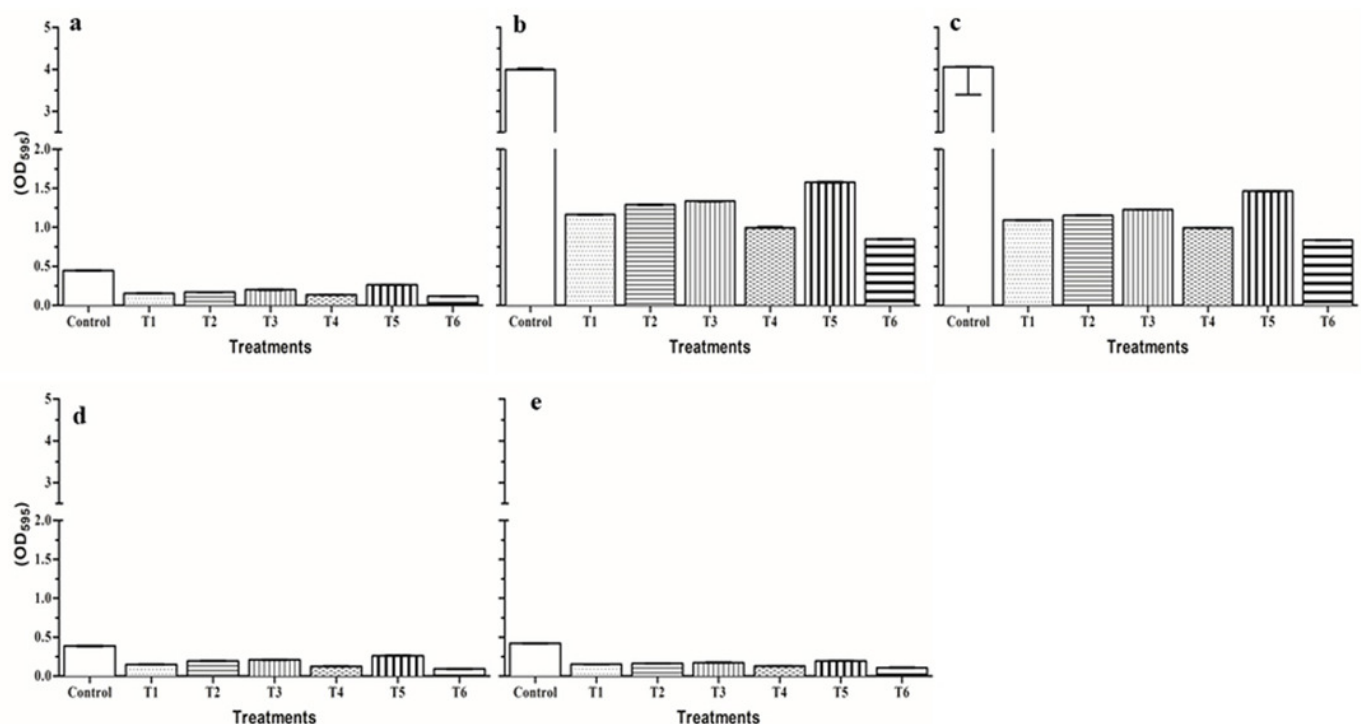 a
5
4
3
2.0
1.5
1.0
0.5
0.0
(OD595)
Control T1 T2 T3 T4 T5 T6
Treatments
b
Control T1 T2 T3 T4 T5 T6
Treatments
c
Control T1 T2 T3 T4 T5 T6
Treatments
d
5
4
3
2.0
1.5
1.0
0.5
0.0
(OD595)
Control T1 T2 T3 T4 T5 T6
Treatments
e
Control T1 T2 T3 T4 T5 T6
Treatments